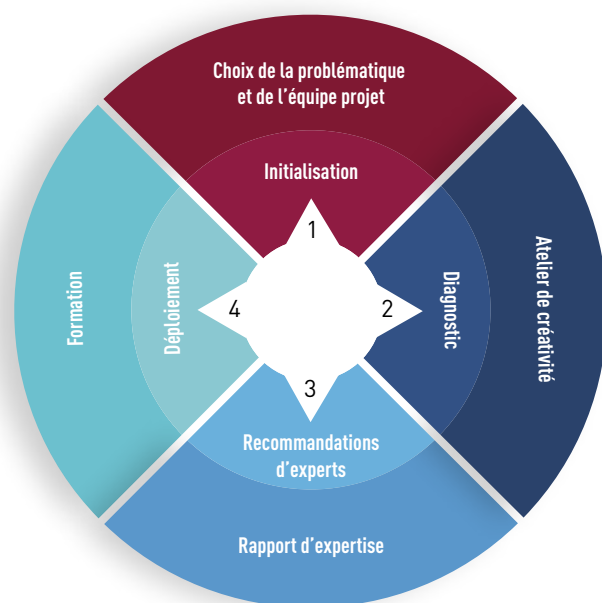 Choix de la problématique
et de l'équipe projet
Initialisation
1
Atelier de créativité
Diagnostic
2
3
Recommandations
d'experts
Rapport d'expertise
Formation
Déploiement
4